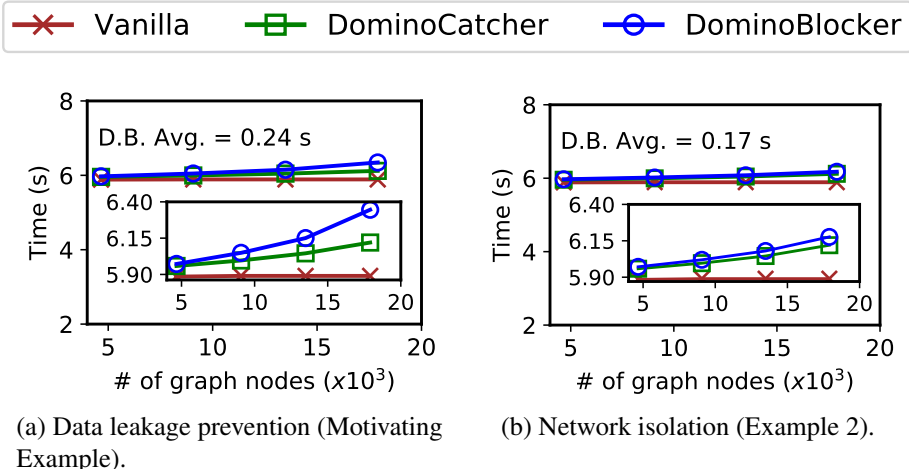 Vanilla DominoCatcher DominoBlocker
8
D.B. Avg. = 0.24 s
6
6.40
6.15
5.90
5 10 15 20
4
2
5 10 15 20
Time (s)
# of graph nodes (x10³)
(a) Data leakage prevention (Motivating
Example).
8
D.B. Avg. = 0.17 s
6
6.40
6.15
5.90
5 10 15 20
4
2
5 10 15 20
Time (s)
# of graph nodes (x10³)
(b) Network isolation (Example 2).